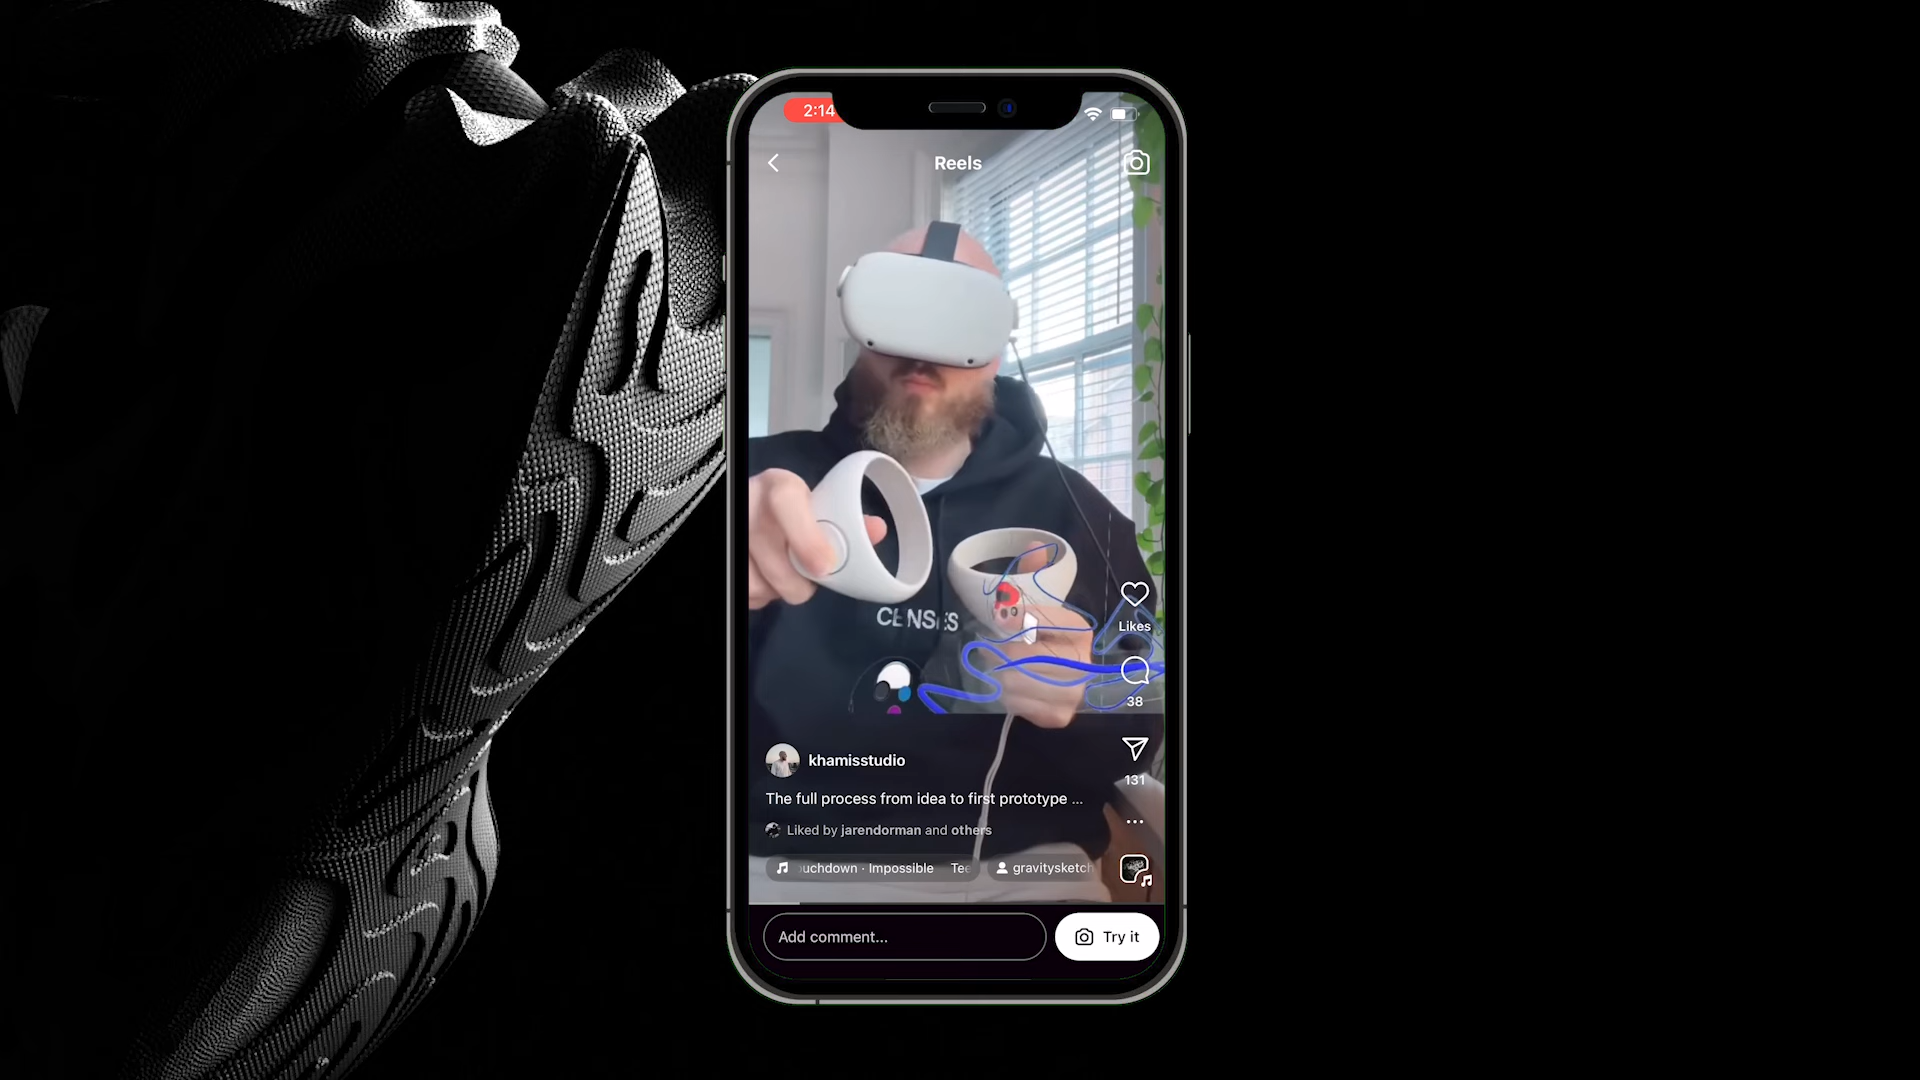 2:14
Reels
CENSES
Likes
38
khamisstudio
131
The full process from idea to first prototype ...
Liked by jarendorman and others
uchdown · Impossible Tee
gravitysketch
Add comment...
Try it